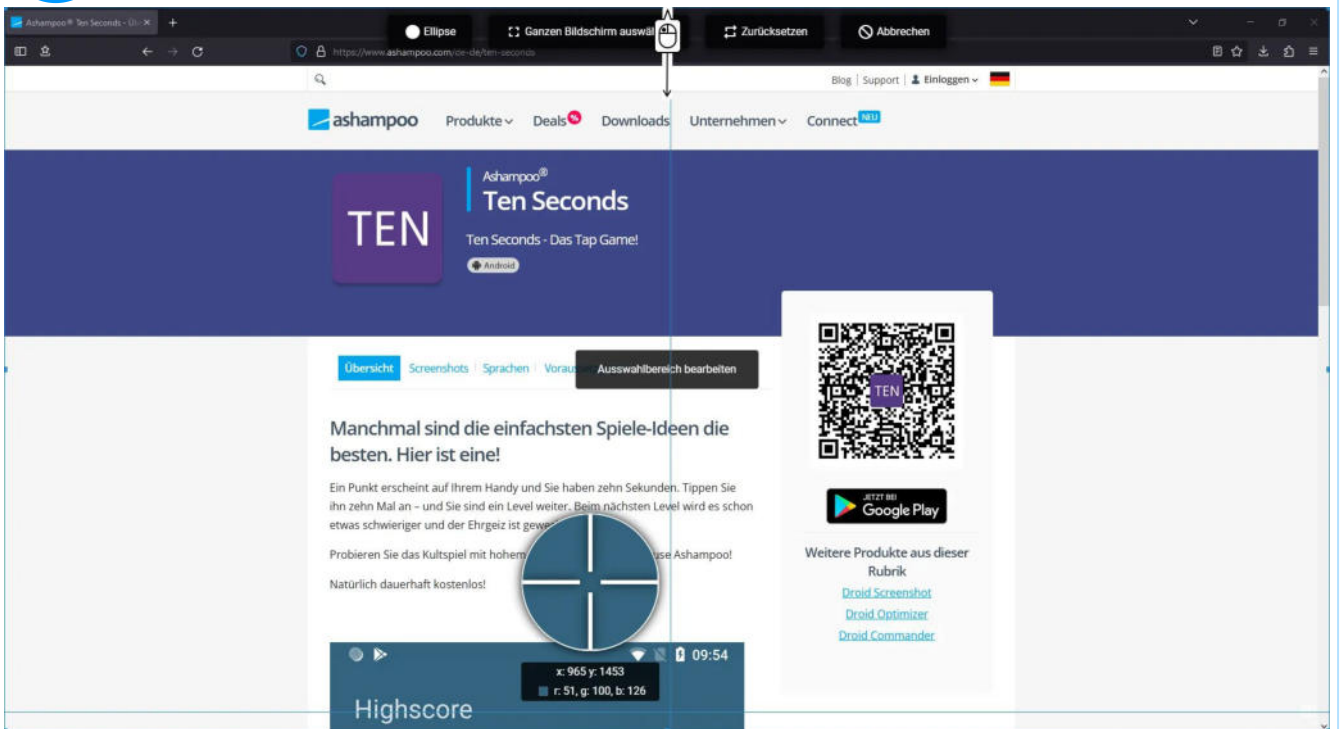 Ashampoo® Ten Seconds - Üb
Ellipse
Ganzen Bildschirm auswäl
Zurücksetzen
Abbrechen
https://www.ashampoo.com/de-de/ten-seconds
Blog | Support | Einloggen
ashampoo
Produkte
Deals %
Downloads
Unternehmen
Connect NEU
TEN
Ashampoo®
Ten Seconds
Ten Seconds - Das Tap Game!
Android
Übersicht
Screenshots
Sprachen
Voraus
Auswahlbereich bearbeiten
TEN
Manchmal sind die einfachsten Spiele-Ideen die
besten. Hier ist eine!
Ein Punkt erscheint auf Ihrem Handy und Sie haben zehn Sekunden. Tippen Sie
ihn zehn Mal an – und Sie sind ein Level weiter. Beim nächsten Level wird es schon
etwas schwieriger und der Ehrgeiz ist gewe
Probieren Sie das Kultspiel mit hohem use Ashampoo!
Natürlich dauerhaft kostenlos!
JETZT BEI
Google Play
Weitere Produkte aus dieser
Rubrik
Droid Screenshot
Droid Optimizer
Droid Commander
09:54
x: 965 y: 1453
r: 51, g: 100, b: 126
Highscore